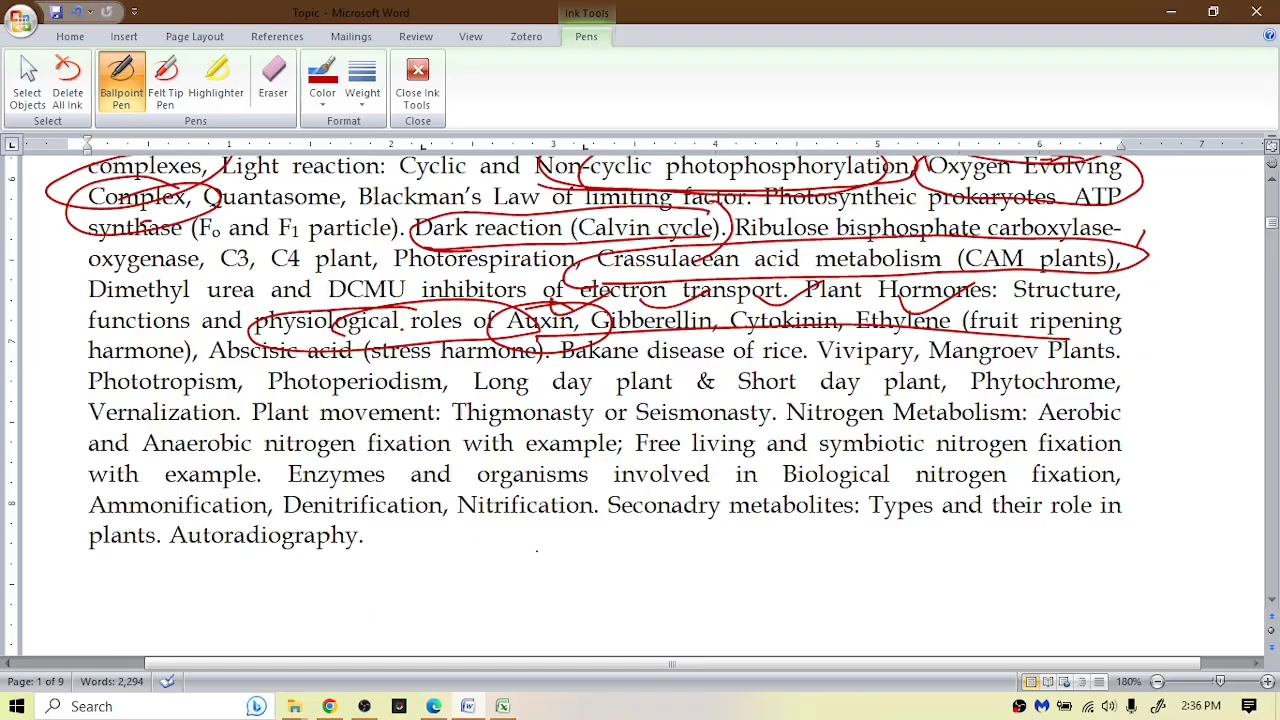 Topic - Microsoft Word
Ink Tools
Home Insert Page Layout References Mailings Review View Zotero Pens
Select Objects
Delete All Ink
Ballpoint Pen
Felt Tip Pen
Highlighter
Eraser
Color
Weight
Close Ink Tools
Select Pens Format Close
1 2 3 4 5 6 7
complexes, Light reaction: Cyclic and Non-cyclic photophosphorylation, Oxygen Evolving
Complex, Quantasome, Blackman's Law of limiting factor. Photosyntheic prokaryotes. ATP
synthase (Fo and F1 particle). Dark reaction (Calvin cycle). Ribulose bisphosphate carboxylase-
oxygenase, C3, C4 plant, Photorespiration, Crassulacean acid metabolism (CAM plants),
Dimethyl urea and DCMU inhibitors of electron transport. Plant Hormones: Structure,
functions and physiological roles of Auxin, Gibberellin, Cytokinin, Ethylene (fruit ripening
harmone), Abscisic acid (stress harmone). Bakane disease of rice. Vivipary, Mangroev Plants.
Phototropism, Photoperiodism, Long day plant & Short day plant, Phytochrome,
Vernalization. Plant movement: Thigmonasty or Seismonasty. Nitrogen Metabolism: Aerobic
and Anaerobic nitrogen fixation with example; Free living and symbiotic nitrogen fixation
with example. Enzymes and organisms involved in Biological nitrogen fixation,
Ammonification, Denitrification, Nitrification. Seconadry metabolites: Types and their role in
plants. Autoradiography.
Page: 1 of 9 Words: 2,294 180%
Search 2:36 PM